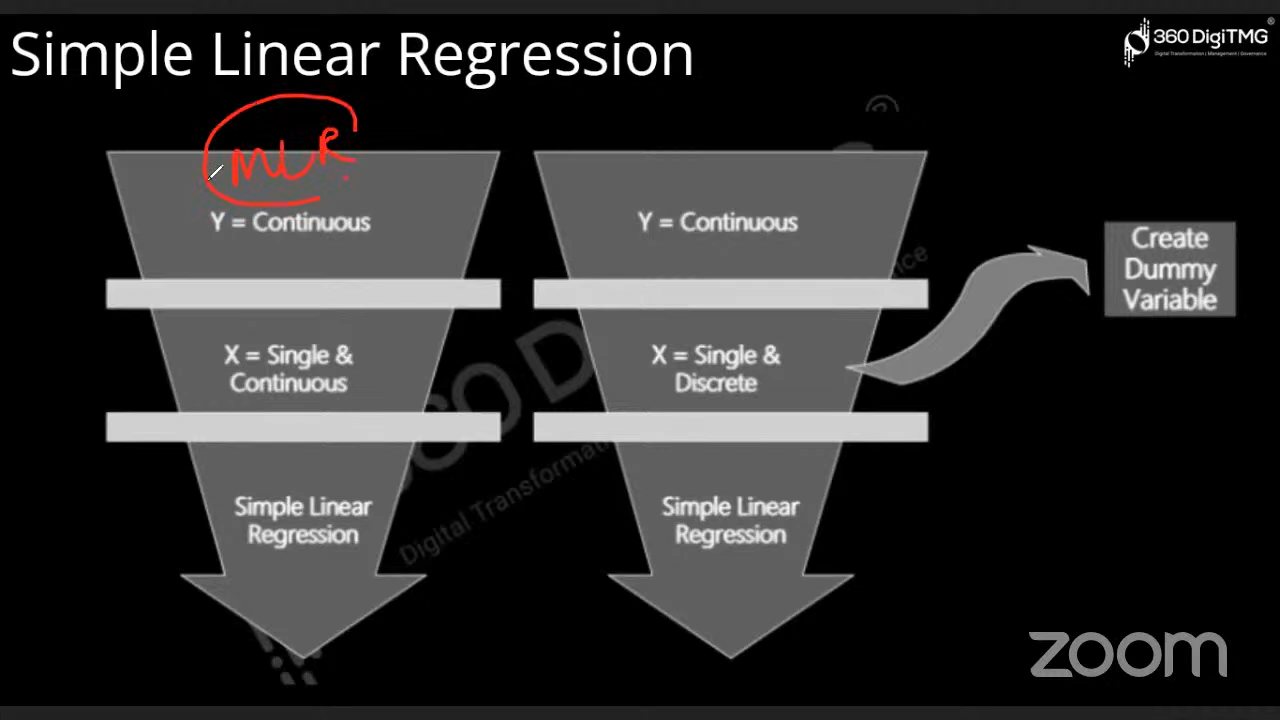 Simple Linear Regression
360 DigiTMG
Digital Transformation | Management | Governance
MLR
Y = Continuous
X = Single &
Continuous
Simple Linear
Regression
Y = Continuous
X = Single &
Discrete
Simple Linear
Regression
Create
Dummy
Variable
zoom